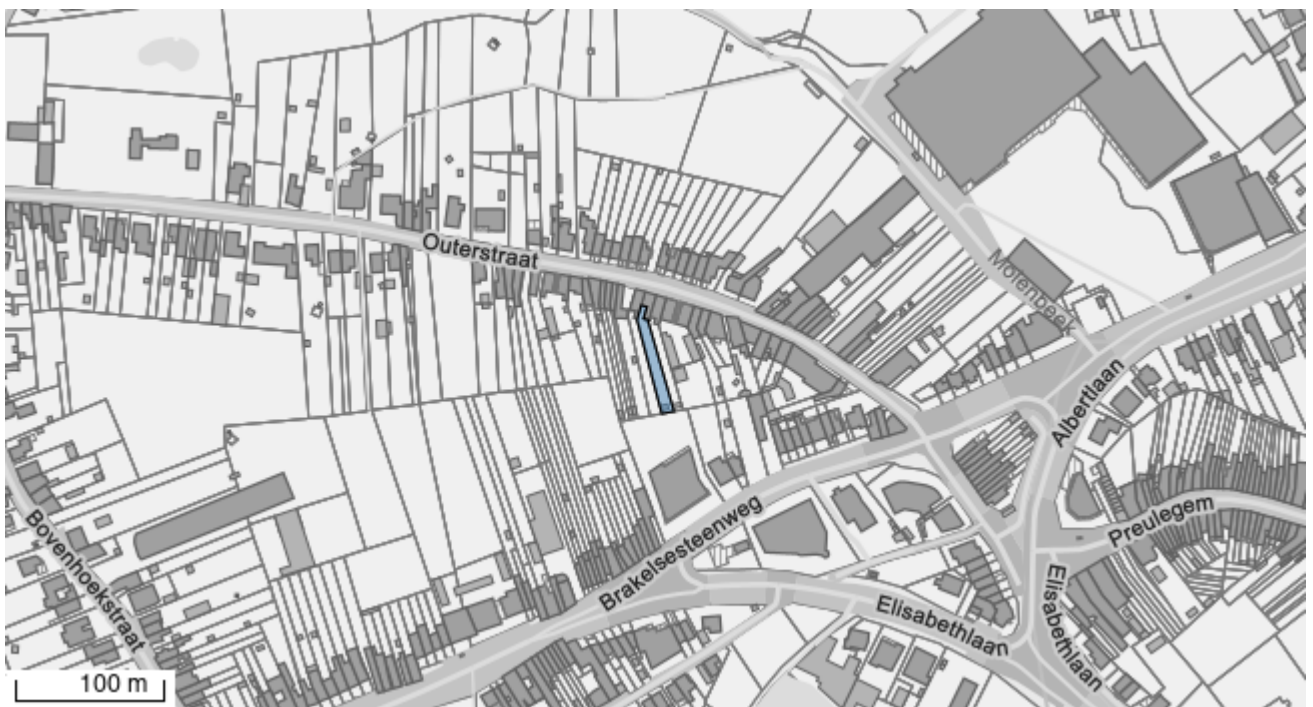 Outerstraat
Molenbeek
Albertlaan
Preulegem
Brakelsesteenweg
Elisabethlaan
Elisabethlaan
Bovenhoekstraat
100 m